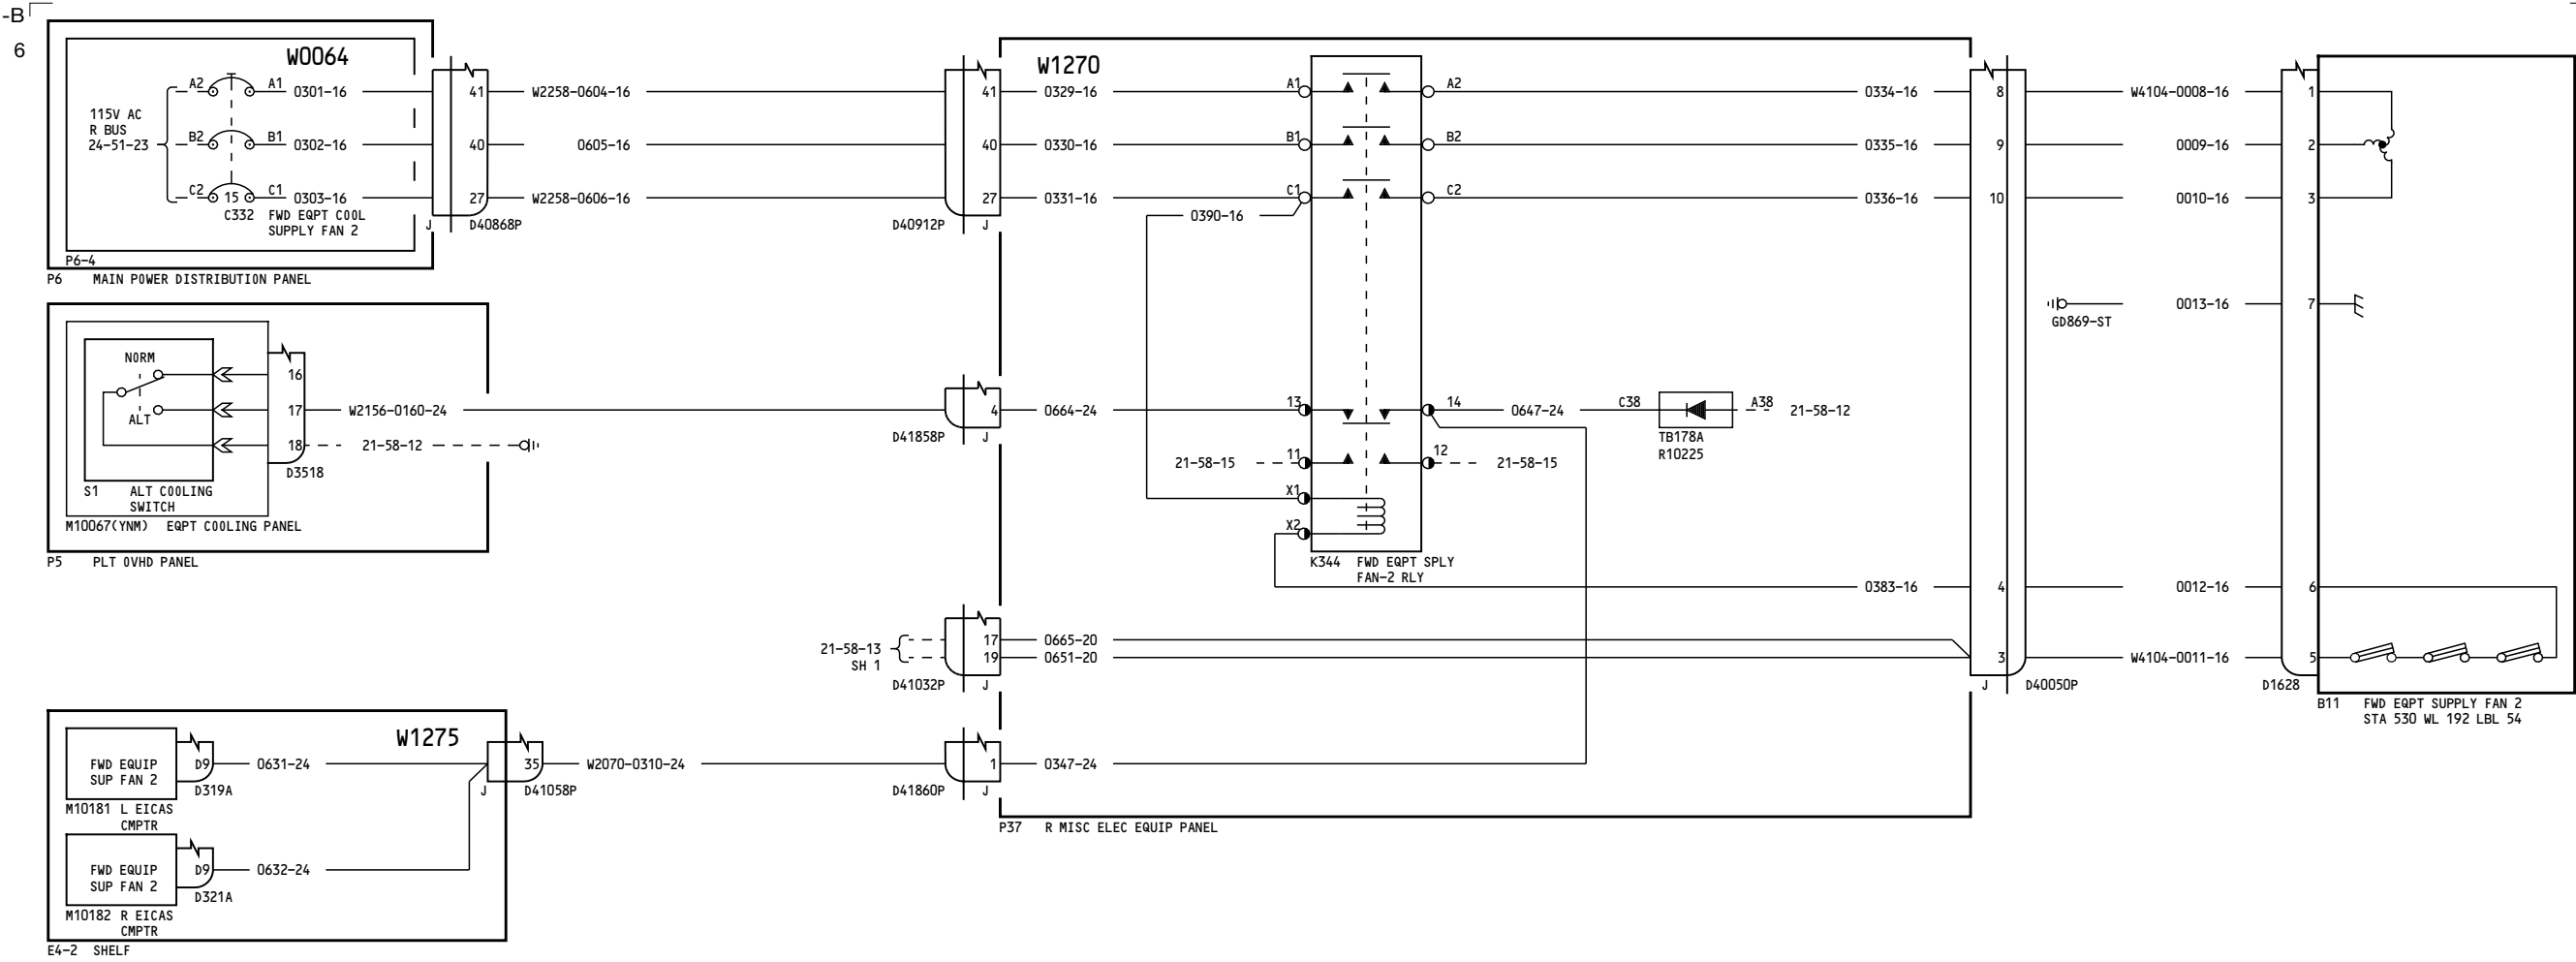 -B
6
W0064
115V AC
R BUS
24-51-23
A2
A1
0301-16
B2
B1
0302-16
C2
15
C1
0303-16
C332
FWD EQPT COOL
SUPPLY FAN 2
P6-4
P6 MAIN POWER DISTRIBUTION PANEL
41
40
27
J
D40868P
W2258-0604-16
0605-16
W2258-0606-16
41
40
27
D40912P
J
W1270
0329-16
0330-16
0331-16
0390-16
A1
B1
C1
A2
B2
C2
0334-16
0335-16
0336-16
8
9
10
W4104-0008-16
0009-16
0010-16
1
2
3
GD869-ST
0013-16
7
NORM
ALT
16
17
18
D3518
S1 ALT COOLING
SWITCH
M10067(YNM) EQPT COOLING PANEL
P5 PLT OVHD PANEL
W2156-0160-24
21-58-12
4
D41858P
J
0664-24
13
14
0647-24
C38
A38
21-58-12
TB178A
R10225
21-58-15
11
12
21-58-15
X1
X2
K344 FWD EQPT SPLY
FAN-2 RLY
0383-16
4
0012-16
6
21-58-13
SH 1
17
19
D41032P
J
0665-20
0651-20
3
J
D40050P
W4104-0011-16
5
D1628
B11 FWD EQPT SUPPLY FAN 2
STA 530 WL 192 LBL 54
W1275
FWD EQUIP
SUP FAN 2
D9
0631-24
D319A
M10181 L EICAS
CMPTR
35
J
D41058P
W2070-0310-24
1
D41860P
J
0347-24
P37 R MISC ELEC EQUIP PANEL
FWD EQUIP
SUP FAN 2
D9
0632-24
D321A
M10182 R EICAS
CMPTR
E4-2 SHELF